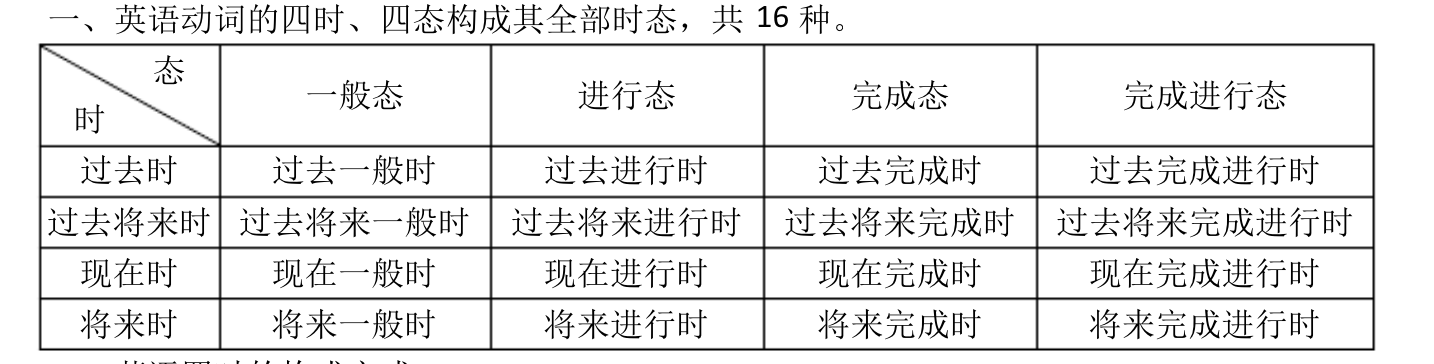 一、英语动词的四时、四态构成其全部时态，共 16 种。
态
时
一般态 进行态 完成态 完成进行态
过去时 过去一般时 过去进行时 过去完成时 过去完成进行时
过去将来时 过去将来一般时 过去将来进行时 过去将来完成时 过去将来完成进行时
现在时 现在一般时 现在进行时 现在完成时 现在完成进行时
将来时 将来一般时 将来进行时 将来完成时 将来完成进行时